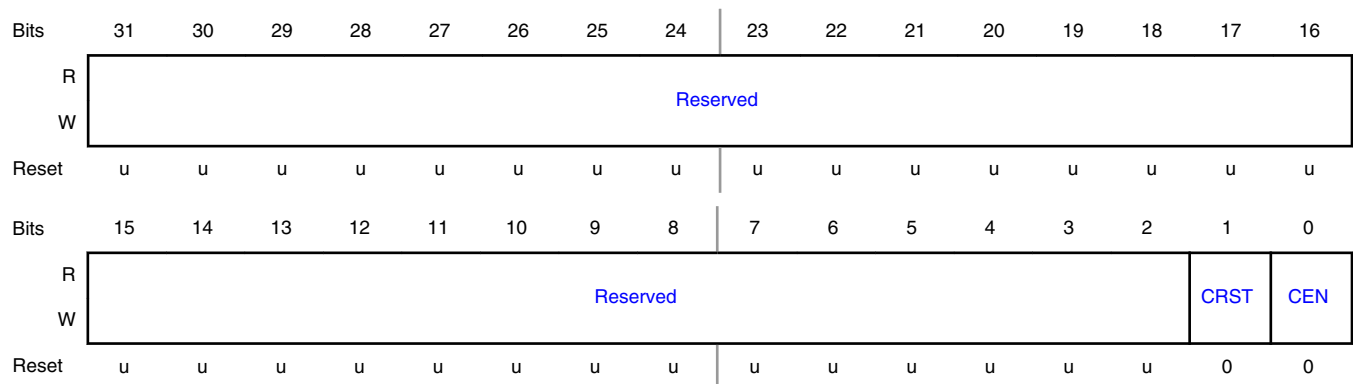 Bits 31 30 29 28 27 26 25 24 23 22 21 20 19 18 17 16
R
Reserved
W
Reset u u u u u u u u u u u u u u u u
Bits 15 14 13 12 11 10 9 8 7 6 5 4 3 2 1 0
R
Reserved CRST CEN
W
Reset u u u u u u u u u u u u u u 0 0